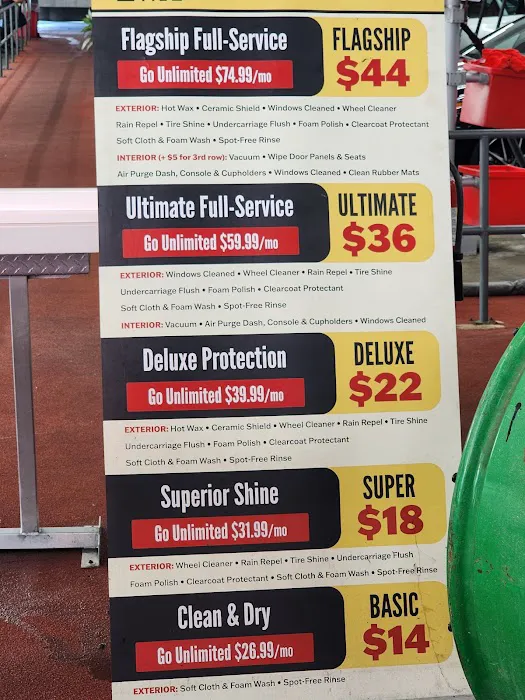 Flagship Full-Service
FLAGSHIP
Go Unlimited $74.99/mo
$44
EXTERIOR: Hot Wax • Ceramic Shield • Windows Cleaned • Wheel Cleaner
Rain Repel • Tire Shine • Undercarriage Flush • Foam Polish • Clearcoat Protectant
Soft Cloth & Foam Wash • Spot-Free Rinse
INTERIOR (+ $5 for 3rd row): Vacuum • Wipe Door Panels & Seats
Air Purge Dash, Console & Cupholders • Windows Cleaned • Clean Rubber Mats
Ultimate Full-Service
ULTIMATE
Go Unlimited $59.99/mo
$36
EXTERIOR: Windows Cleaned • Wheel Cleaner • Rain Repel • Tire Shine
Undercarriage Flush • Foam Polish • Clearcoat Protectant
Soft Cloth & Foam Wash • Spot-Free Rinse
INTERIOR: Vacuum • Air Purge Dash, Console & Cupholders • Windows Cleaned
Deluxe Protection
DELUXE
Go Unlimited $39.99/mo
$22
EXTERIOR: Hot Wax • Ceramic Shield • Wheel Cleaner • Rain Repel • Tire Shine
Undercarriage Flush • Foam Polish • Clearcoat Protectant
Soft Cloth & Foam Wash • Spot-Free Rinse
Superior Shine
SUPER
Go Unlimited $31.99/mo
$18
EXTERIOR: Wheel Cleaner • Rain Repel • Tire Shine • Undercarriage Flush
Foam Polish • Clearcoat Protectant • Soft Cloth & Foam Wash • Spot-Free Rinse
Clean & Dry
BASIC
Go Unlimited $26.99/mo
$14
EXTERIOR: Soft Cloth & Foam Wash • Spot-Free Rinse